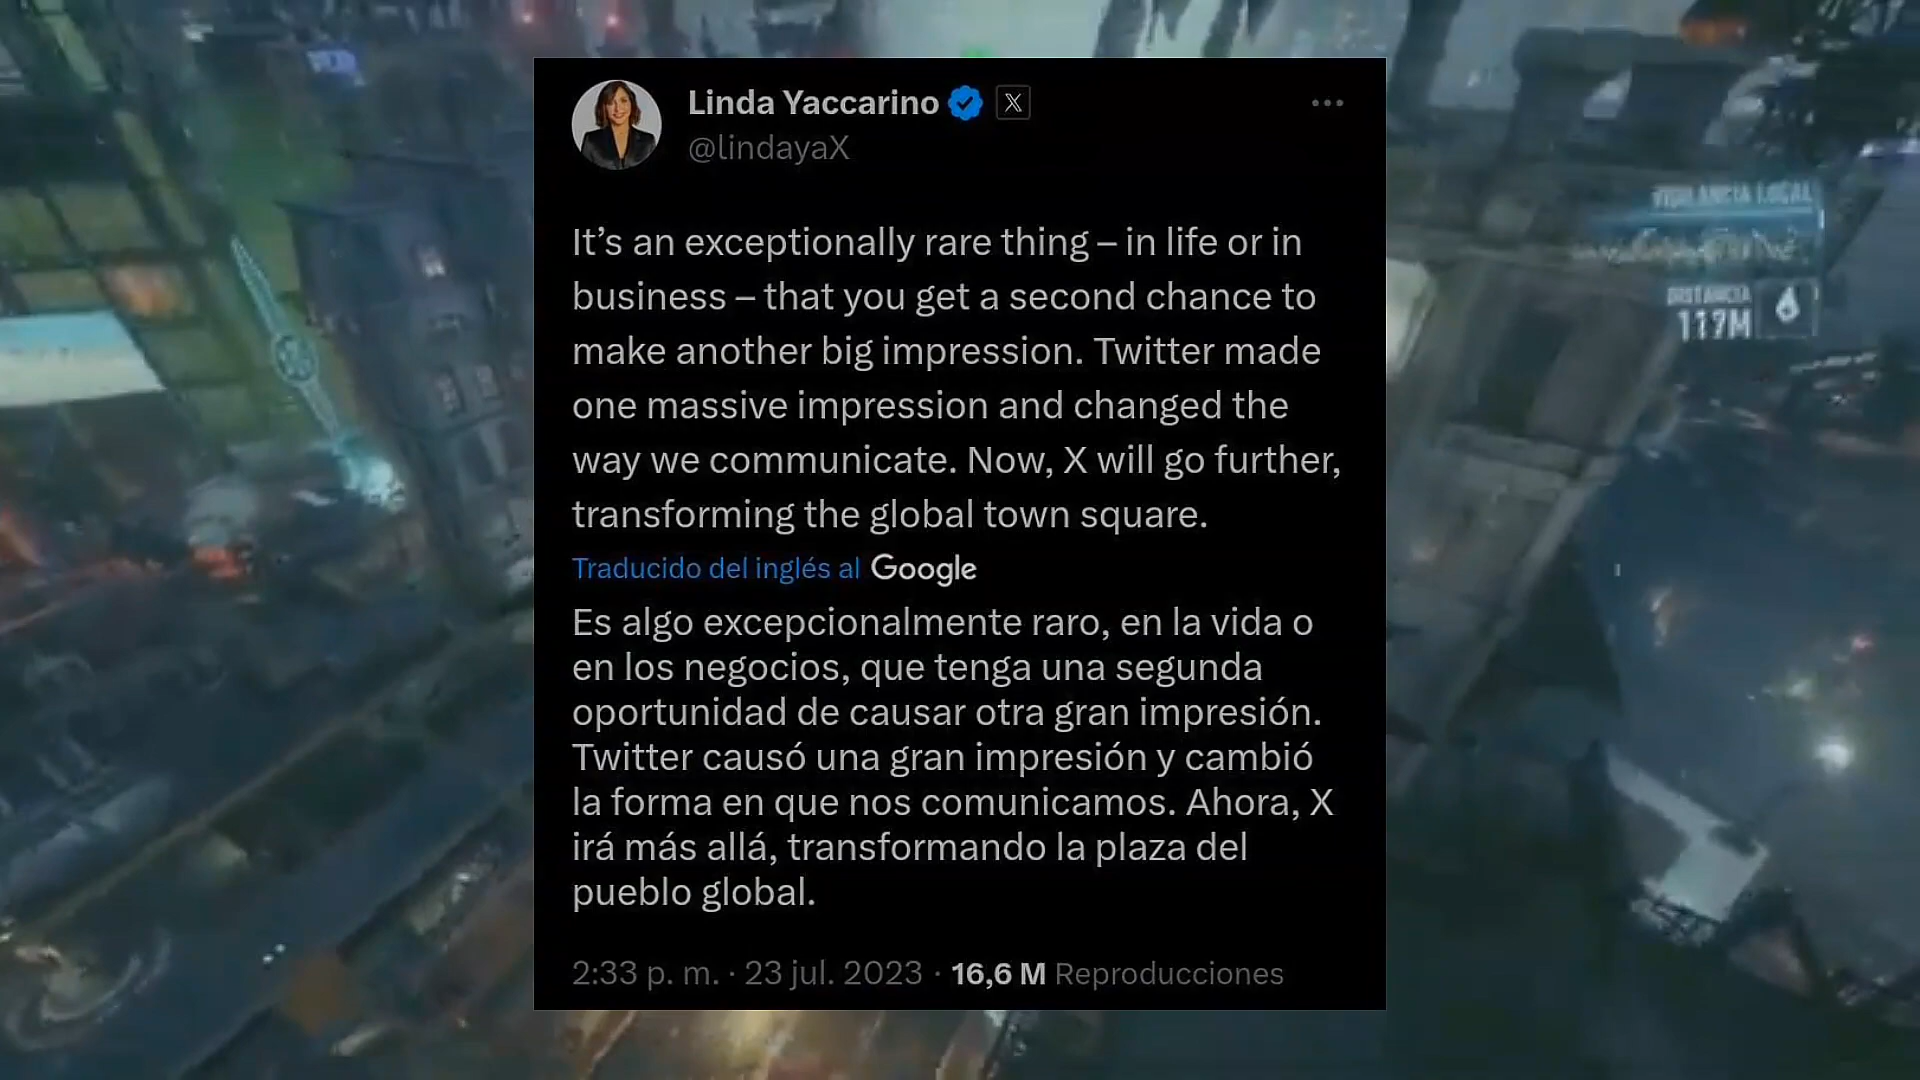 Linda Yaccarino X
@lindayaX
It’s an exceptionally rare thing – in life or in
business – that you get a second chance to
make another big impression. Twitter made
one massive impression and changed the
way we communicate. Now, X will go further,
transforming the global town square.
Traducido del inglés al Google
Es algo excepcionalmente raro, en la vida o
en los negocios, que tenga una segunda
oportunidad de causar otra gran impresión.
Twitter causó una gran impresión y cambió
la forma en que nos comunicamos. Ahora, X
irá más allá, transformando la plaza del
pueblo global.
2:33 p. m. · 23 jul. 2023 · 16,6 M Reproducciones
VIGILANCIA LOCAL
DISTANCIA
117M